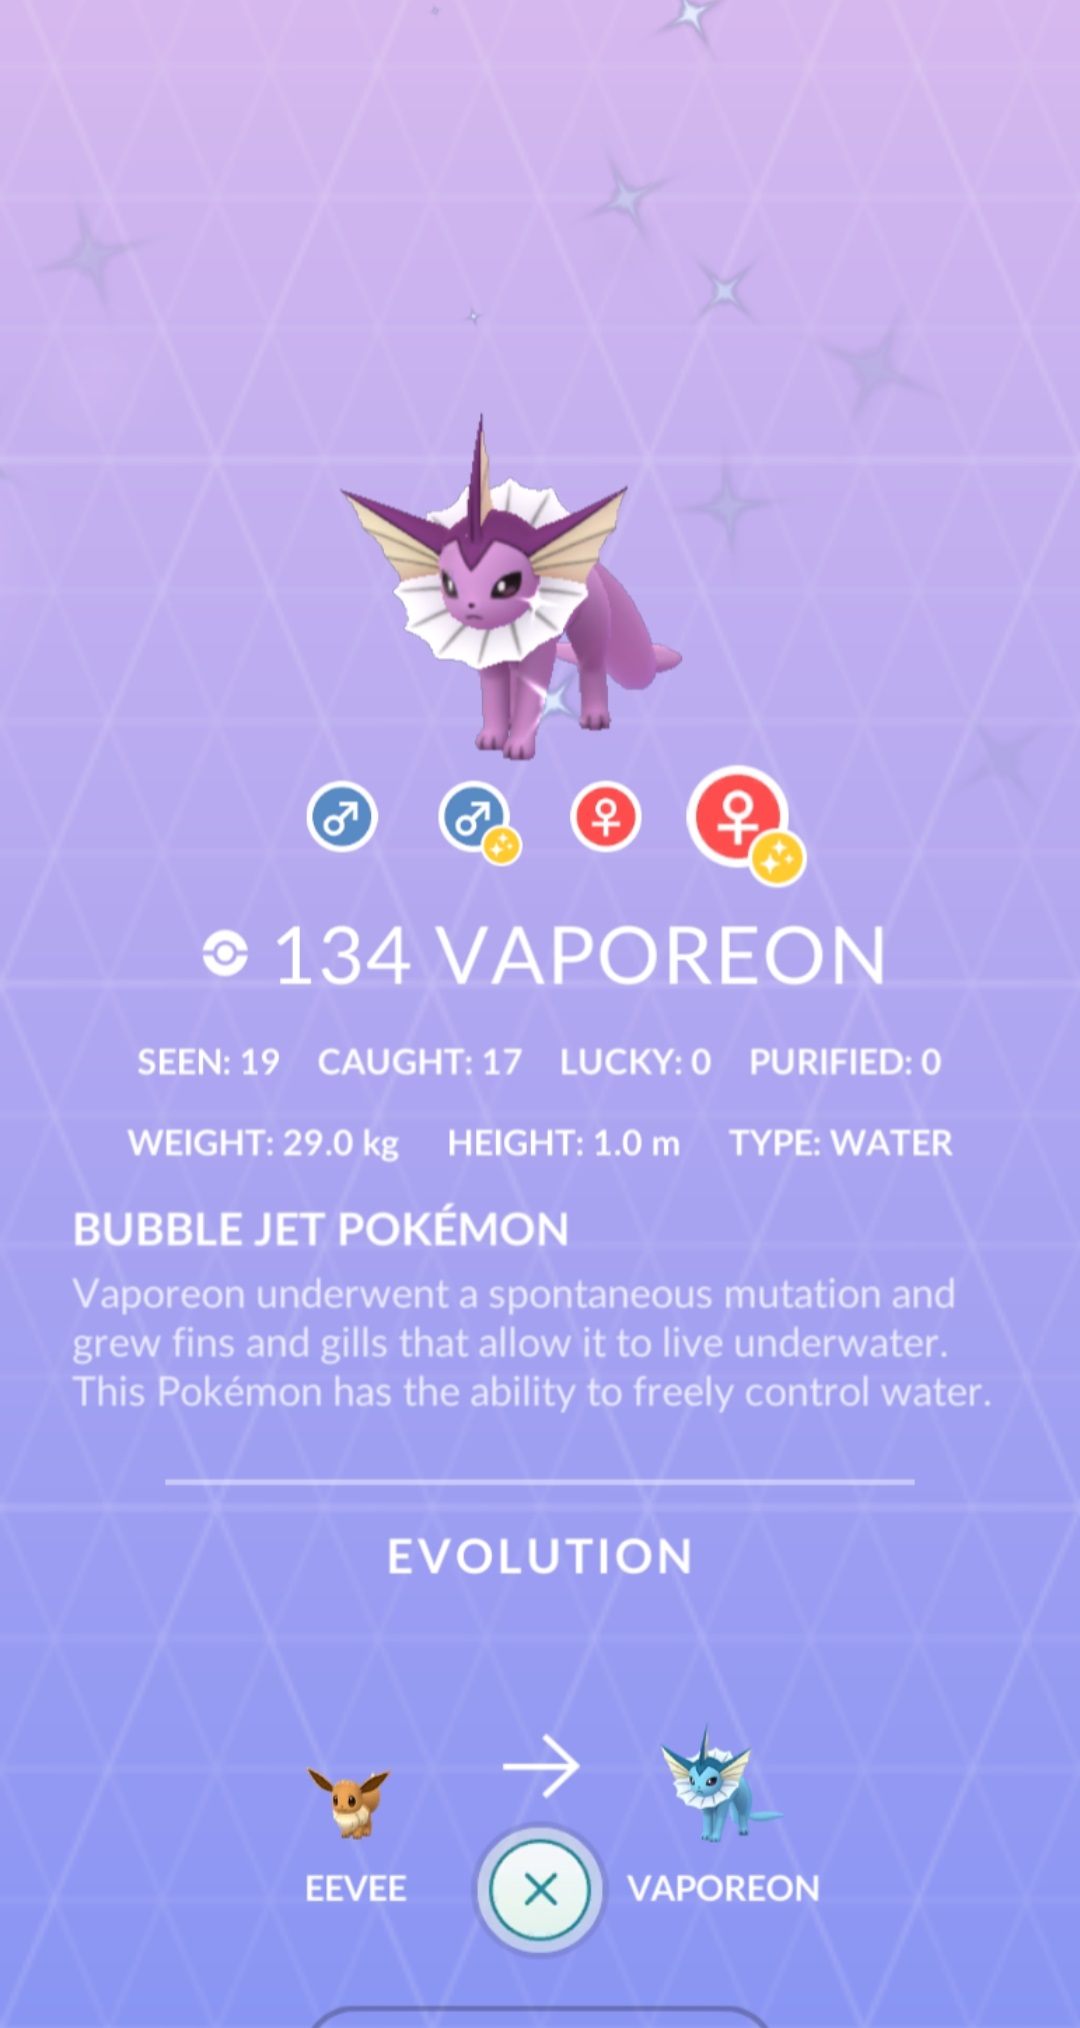 134 VAPOREON
SEEN: 19 CAUGHT: 17 LUCKY: 0 PURIFIED: 0
WEIGHT: 29.0 kg HEIGHT: 1.0 m TYPE: WATER
BUBBLE JET POKÉMON
Vaporeon underwent a spontaneous mutation and
grew fins and gills that allow it to live underwater.
This Pokémon has the ability to freely control water.
EVOLUTION
EEVEE VAPOREON